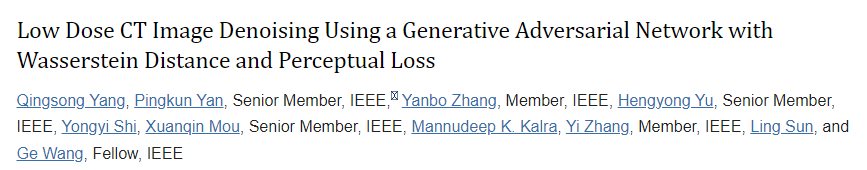 Low Dose CT Image Denoising Using a Generative Adversarial Network with
Wasserstein Distance and Perceptual Loss
Qingsong Yang, Pingkun Yan, Senior Member, IEEE, Yanbo Zhang, Member, IEEE, Hengyong Yu, Senior Member,
IEEE, Yongyi Shi, Xuanqin Mou, Senior Member, IEEE, Mannudeep K. Kalra, Yi Zhang, Member, IEEE, Ling Sun, and
Ge Wang, Fellow, IEEE